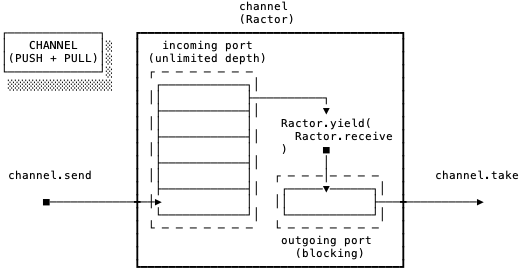 channel
(Ractor)
CHANNEL
(PUSH + PULL)
incoming port
(unlimited depth)
Ractor.yield(
Ractor.receive
)
channel.send
channel.take
outgoing port
(blocking)